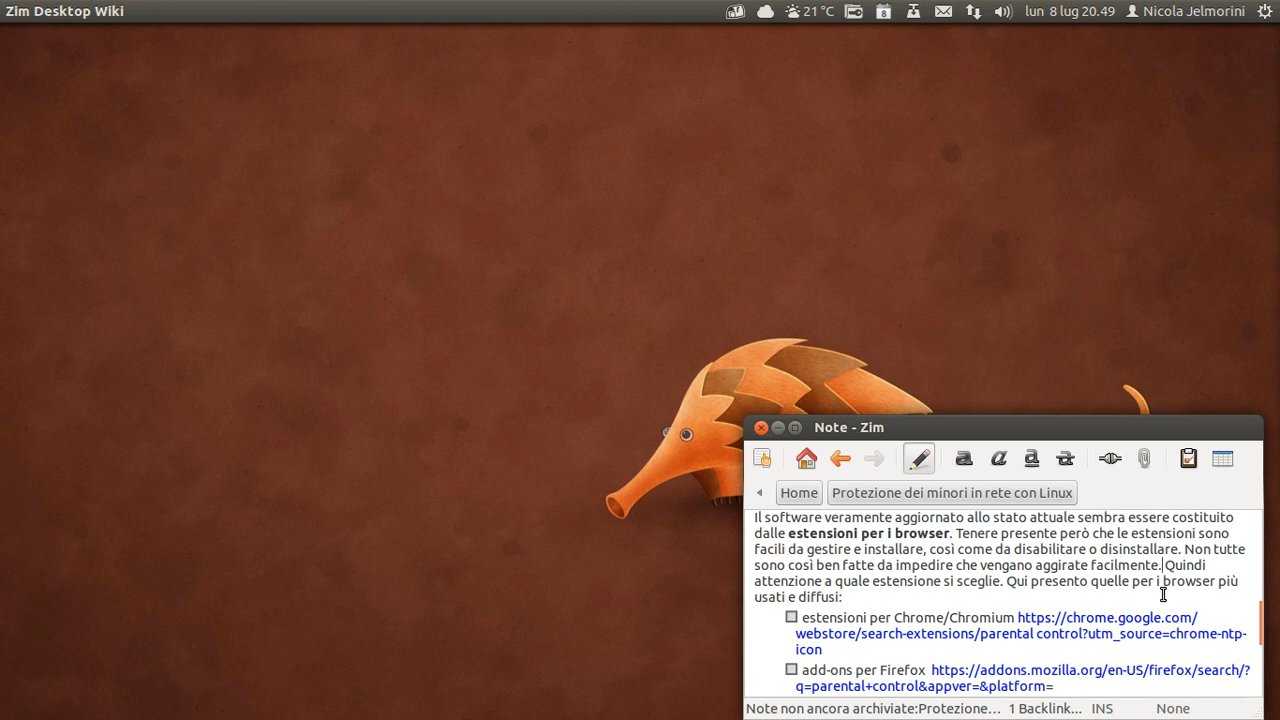 Zim Desktop Wiki
8
21 °C
lun 8 lug 20.49
Nicola Jelmorini
Note - Zim
a a a a
Home
Protezione dei minori in rete con Linux
Il software veramente aggiornato allo stato attuale sembra essere costituito
dalle estensioni per i browser. Tenere presente però che le estensioni sono
facili da gestire e installare, così come da disabilitare o disinstallare. Non tutte
sono così ben fatte da impedire che vengano aggirate facilmente. Quindi
attenzione a quale estensione si sceglie. Qui presento quelle per i browser più
usati e diffusi:
estensioni per Chrome/Chromium https://chrome.google.com/
webstore/search-extensions/parental control?utm_source=chrome-ntp-
icon
add-ons per Firefox https://addons.mozilla.org/en-US/firefox/search/?
q=parental+control&appver=&platform=
Note non ancora archiviate:Protezione... 1 Backlink... INS None